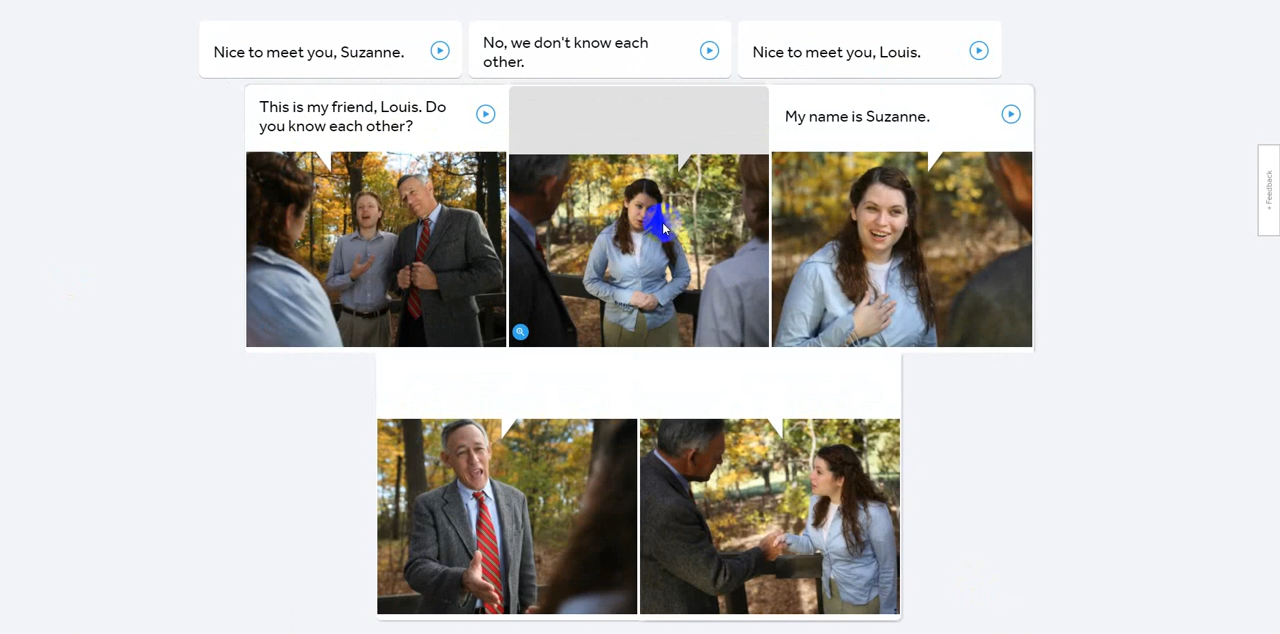 Nice to meet you, Suzanne.
No, we don't know each
other.
Nice to meet you, Louis.
This is my friend, Louis. Do
you know each other?
My name is Suzanne.
+ Feedback